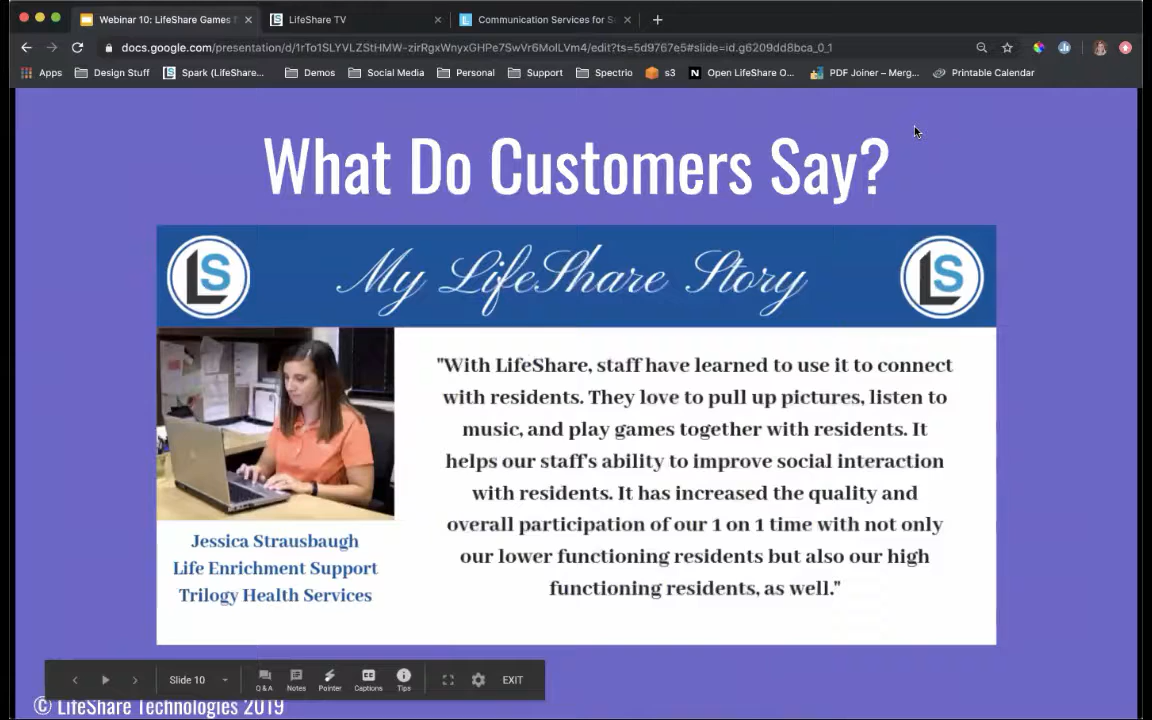 Webinar 10: LifeShare Games
LifeShare TV
Communication Services for S
docs.google.com/presentation/d/1rTo1SLYVLZStHMW-zirRgxWnyxGHPe7SwVr6MolLVm4/edit?ts=5d9767e5#slide=id.g6209dd8bca_0_1
Apps
Design Stuff
Spark (LifeShare...
Demos
Social Media
Personal
Support
Spectrio
s3
Open LifeShare O...
PDF Joiner – Merg...
Printable Calendar
What Do Customers Say?
LS
My LifeShare Story
LS
"With LifeShare, staff have learned to use it to connect
with residents. They love to pull up pictures, listen to
music, and play games together with residents. It
helps our staff's ability to improve social interaction
with residents. It has increased the quality and
overall participation of our 1 on 1 time with not only
our lower functioning residents but also our high
functioning residents, as well."
Jessica Strausbaugh
Life Enrichment Support
Trilogy Health Services
Slide 10
Q & A
Notes
Pointer
Captions
Tips
EXIT
© LifeShare Technologies 2019